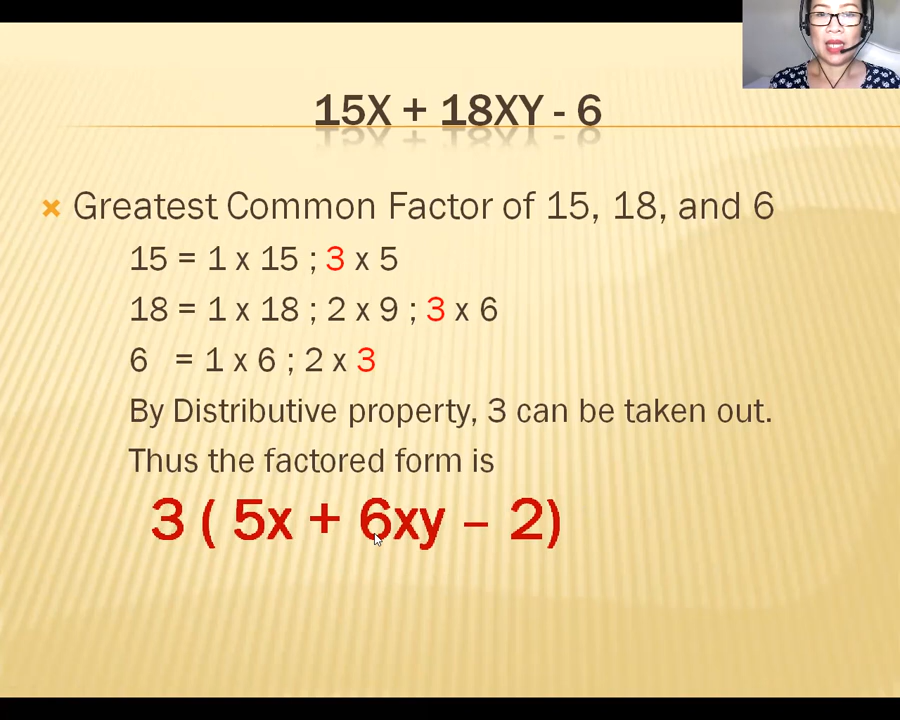 15X + 18XY - 6
Greatest Common Factor of 15, 18, and 6
15 = 1 x 15 ; 3 x 5
18 = 1 x 18 ; 2 x 9 ; 3 x 6
6 = 1 x 6 ; 2 x 3
By Distributive property, 3 can be taken out.
Thus the factored form is
3 ( 5x + 6xy – 2)